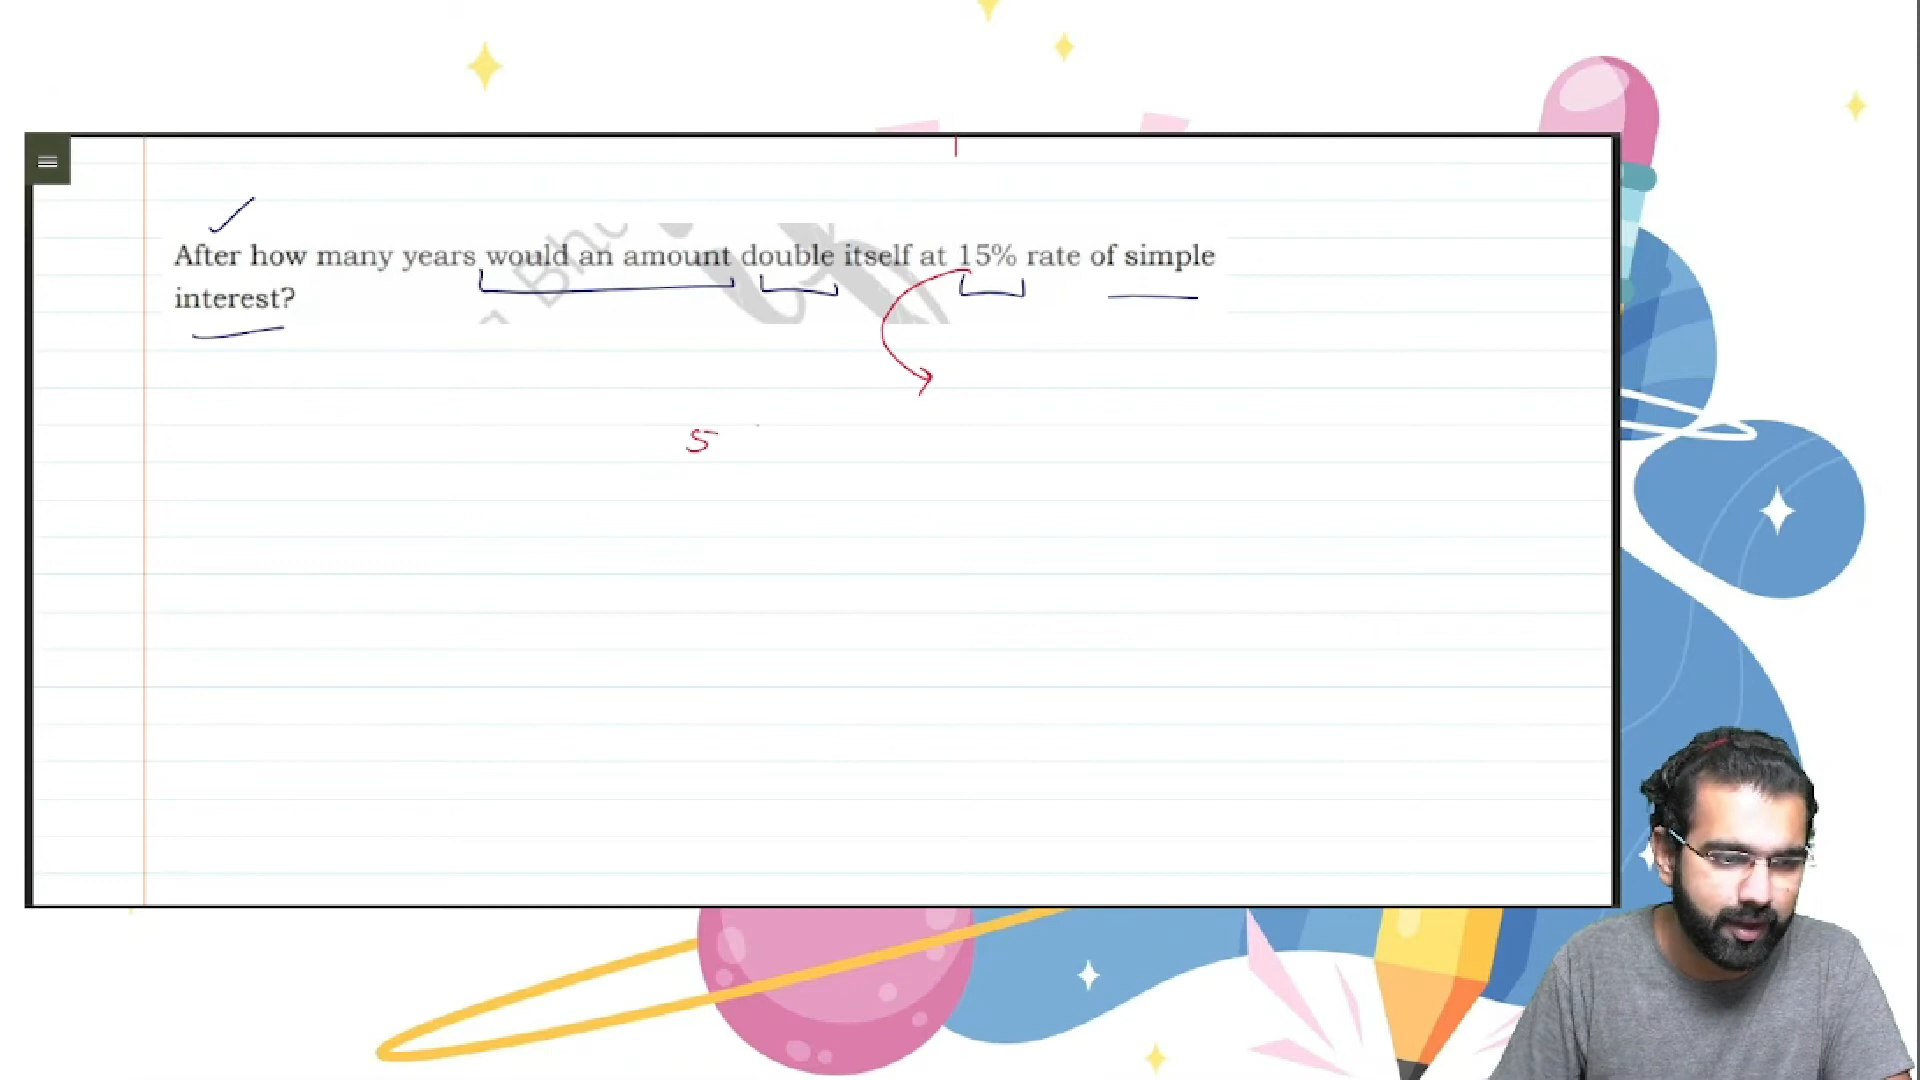 After how many years would an amount double itself at 15% rate of simple
interest?
5